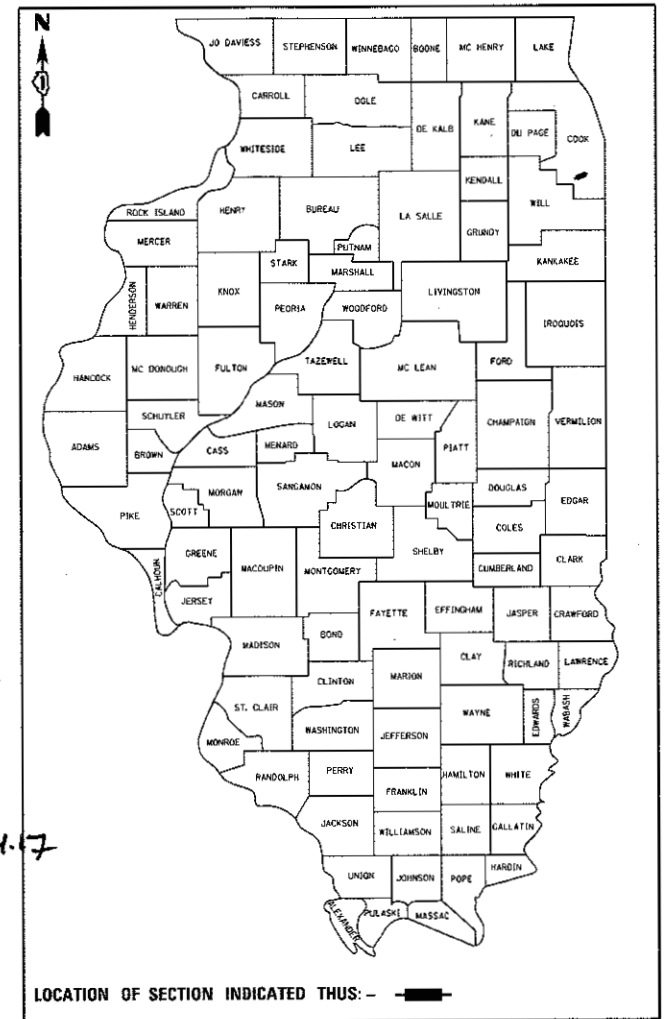 N
JO DAVIESS STEPHENSON WINNEBAGO BOONE MC HENRY LAKE
CARROLL OGLE DE KALB KANE DU PAGE COOK
WHITESIDE LEE KENDALL WILL
ROCK ISLAND HENRY BUREAU LA SALLE GRUNDY
MERCER PUTNAM KANKAKEE
STARK MARSHALL
HENDERSON WARREN KNOX PEORIA WOODFORD LIVINGSTON IROQUOIS
HANCOCK MC DONOUGH FULTON TAZEWELL MC LEAN FORD
SCHUYLER MASON LOGAN DE WITT CHAMPAIGN VERMILION
ADAMS BROWN CASS MENARD PIATT
MACON
PIKE SCOTT MORGAN SANGAMON CHRISTIAN MOULTRIE DOUGLAS EDGAR
COLES
CALHOUN GREENE MACOUPIN MONTGOMERY SHELBY CUMBERLAND CLARK
JERSEY FAYETTE EFFINGHAM JASPER CRAWFORD
MADISON BOND CLAY RICHLAND LAWRENCE
CLINTON MARION
ST. CLAIR WASHINGTON JEFFERSON WAYNE EDWARDS WABASH
MONROE
RANDOLPH PERRY FRANKLIN HAMILTON WHITE
JACKSON WILLIAMSON SALINE GALLATIN
UNION JOHNSON POPE HARDIN
ALEXANDER PULASKI MASSAC
LOCATION OF SECTION INDICATED THUS: -